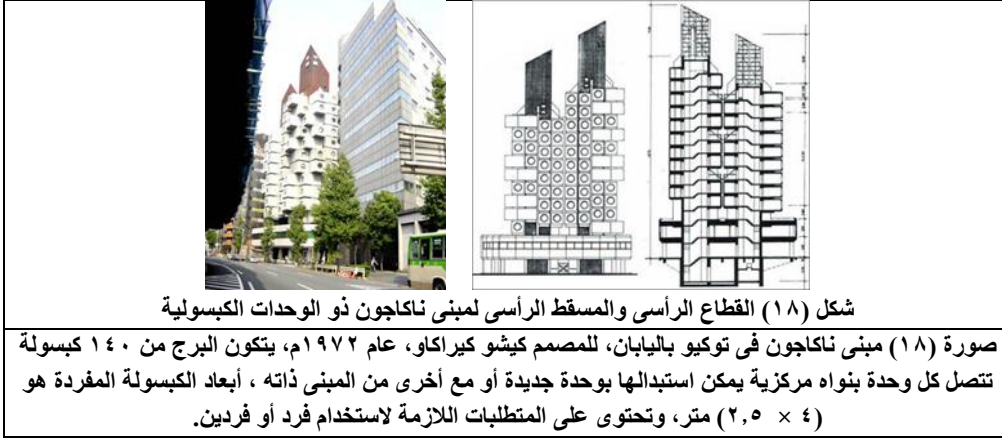 شكل (١٨) القطاع الرأسى والمسقط الرأسى لمبنى ناكاجون ذو الوحدات الكبسولية
صورة (١٨) مبنى ناكاجون فى توكيو باليابان، للمصمم كيشو كيراكاو، عام ١٩٧٢م، يتكون البرج من ١٤٠ كبسولة
تتصل كل وحدة بنواه مركزية يمكن استبدالها بوحدة جديدة أو مع أخرى من المبنى ذاته ، أبعاد الكبسولة المفردة هو
(٤ × ٢,٥) متر، وتحتوى على المتطلبات اللازمة لاستخدام فرد أو فردين.